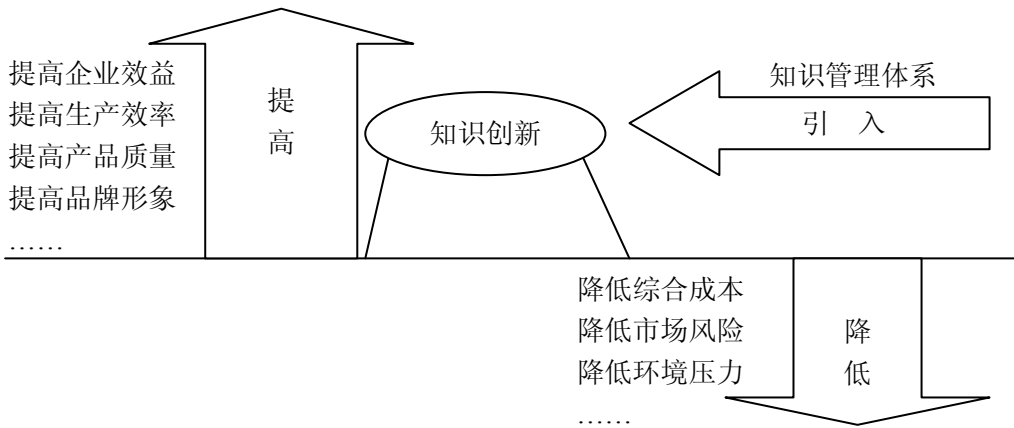 提高企业效益
提高生产效率
提高产品质量
提高品牌形象
……
提
高
知识创新
知识管理体系
引 入
降低综合成本
降低市场风险
降低环境压力
……
降
低